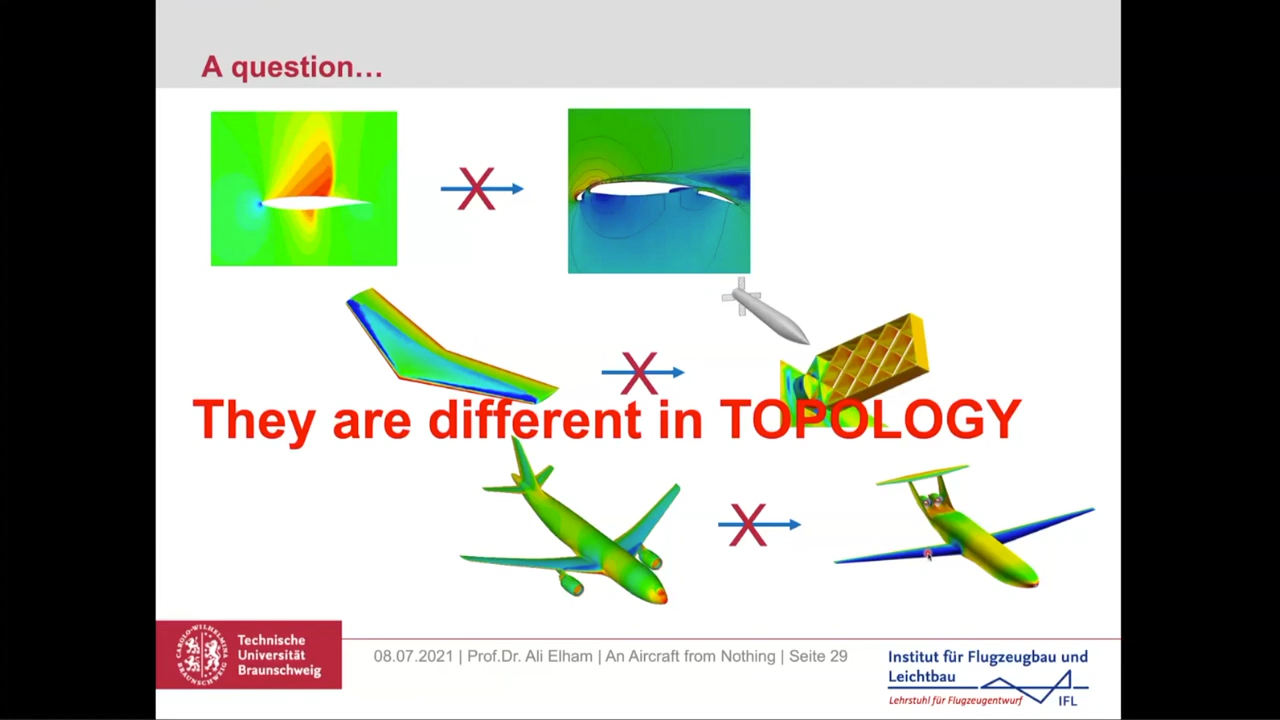 A question…
X
X
They are different in TOPOLOGY
X
Technische
Universität
Braunschweig
08.07.2021 | Prof.Dr. Ali Elham | An Aircraft from Nothing | Seite 29
Institut für Flugzeugbau und
Leichtbau
Lehrstuhl für Flugzeugentwurf
IFL